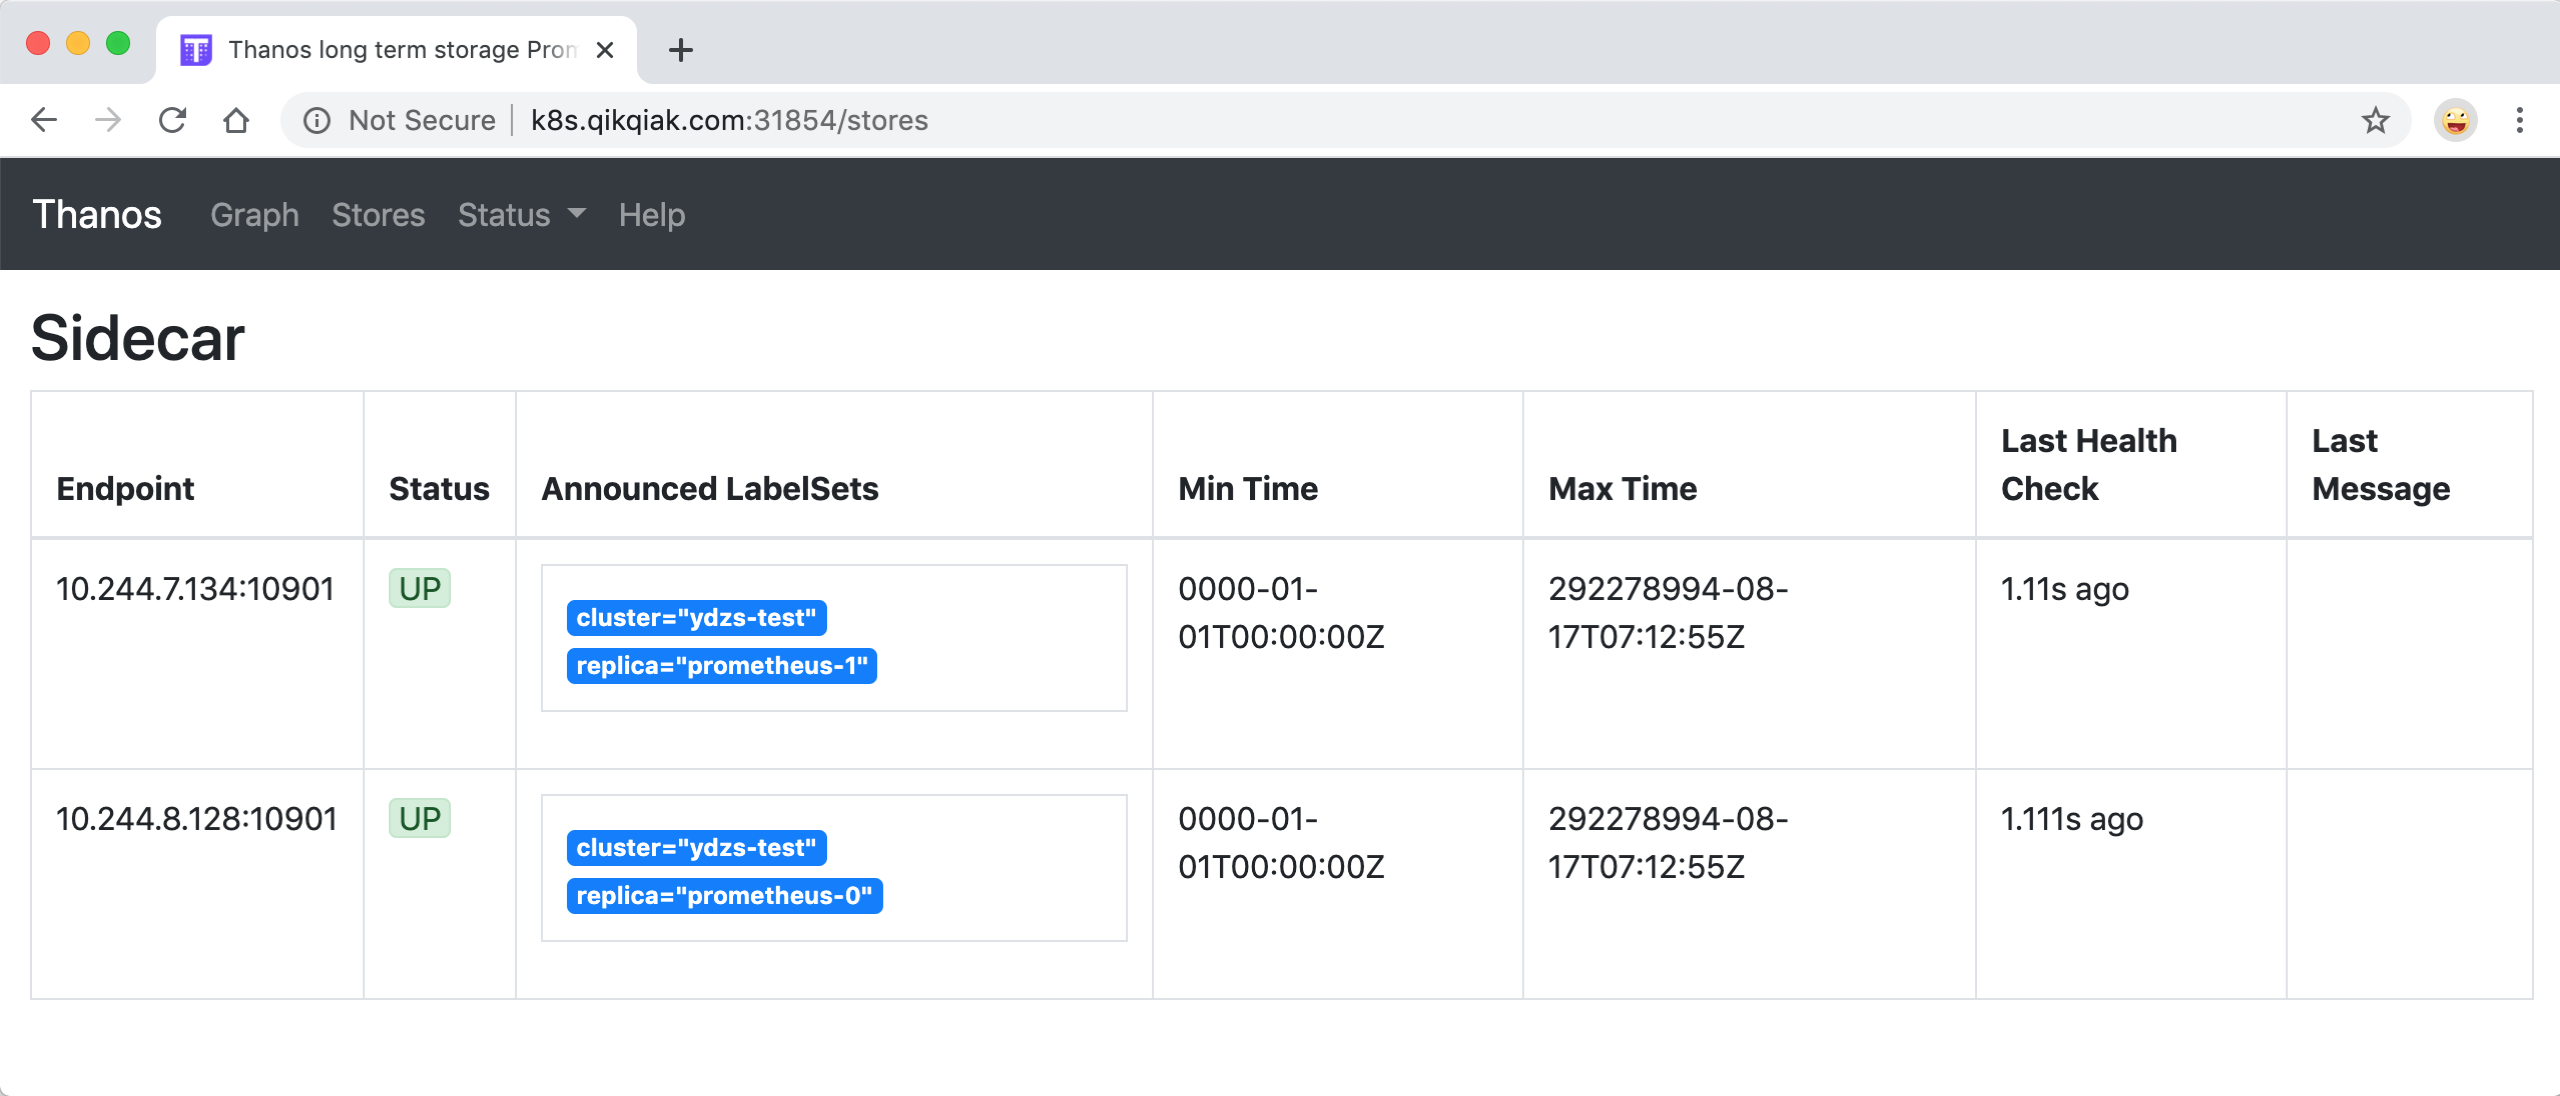 Thanos long term storage Prom
Not Secure | k8s.qikqiak.com:31854/stores
Thanos Graph Stores Status Help
Sidecar
Endpoint Status Announced LabelSets Min Time Max Time Last Health Check Last Message
10.244.7.134:10901 UP cluster="ydzs-test" 0000-01- 292278994-08- 1.11s ago
replica="prometheus-1" 01T00:00:00Z 17T07:12:55Z
10.244.8.128:10901 UP cluster="ydzs-test" 0000-01- 292278994-08- 1.111s ago
replica="prometheus-0" 01T00:00:00Z 17T07:12:55Z